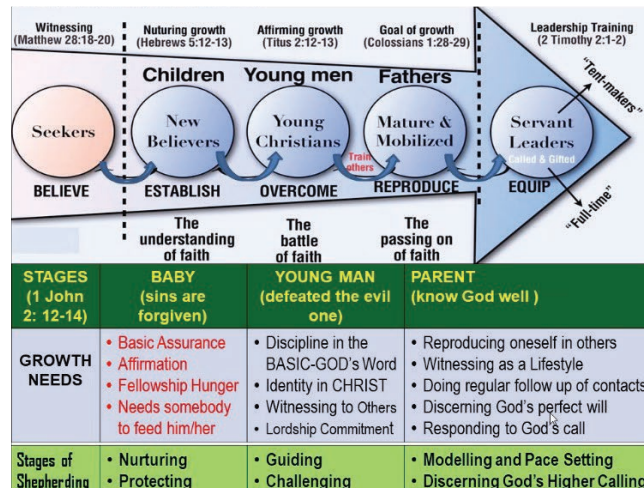 Witnessing
(Matthew 28:18-20)
Nuturing growth
(Hebrews 5:12-13)
Affirming growth
(Titus 2:12-13)
Goal of growth
(Colossians 1:28-29)
Leadership Training
(2 Timothy 2:1-2)
Children
Young men
Fathers
"Tent-makers"
Seekers
New
Believers
Young
Christians
Train
others
Mature &
Mobilized
Servant
Leaders
Called & Gifted
BELIEVE
ESTABLISH
OVERCOME
REPRODUCE
EQUIP
"Full-time"
The
understanding
of faith
The
battle
of faith
The
passing on
of faith
STAGES
(1 John
2: 12-14)
BABY
(sins are
forgiven)
YOUNG MAN
(defeated the evil
one)
PARENT
(know God well )
GROWTH
NEEDS
• Basic Assurance
• Affirmation
• Fellowship Hunger
• Needs somebody
to feed him/her
• Discipline in the
BASIC-GOD's Word
• Identity in CHRIST
• Witnessing to Others
• Lordship Commitment
• Reproducing oneself in others
• Witnessing as a Lifestyle
• Doing regular follow up of contacts
• Discerning God's perfect will
• Responding to God's call
Stages of
Shepherding
• Nurturing
• Protecting
• Guiding
• Challenging
• Modelling and Pace Setting
• Discerning God's Higher Calling